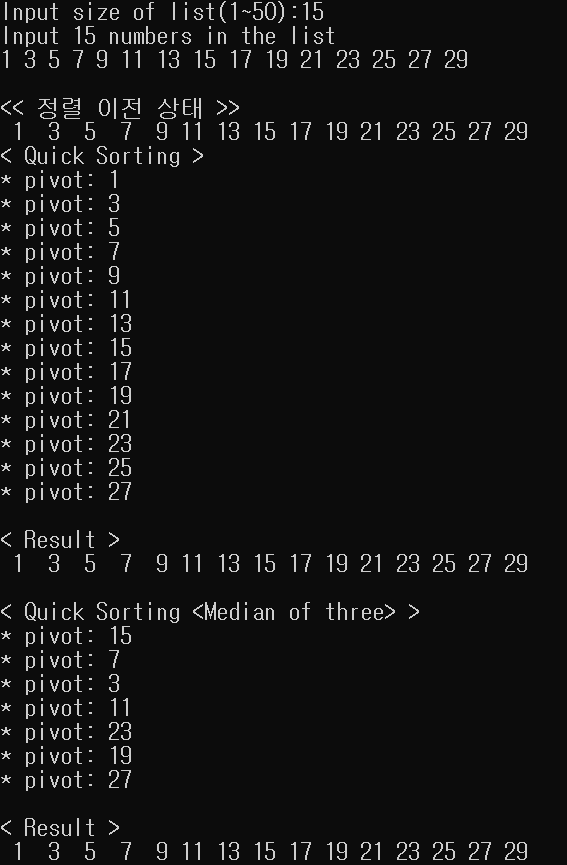 Input size of list(1~50):15
Input 15 numbers in the list
1 3 5 7 9 11 13 15 17 19 21 23 25 27 29
<< 정렬 이전 상태 >>
1 3 5 7 9 11 13 15 17 19 21 23 25 27 29
< Quick Sorting >
* pivot: 1
* pivot: 3
* pivot: 5
* pivot: 7
* pivot: 9
* pivot: 11
* pivot: 13
* pivot: 15
* pivot: 17
* pivot: 19
* pivot: 21
* pivot: 23
* pivot: 25
* pivot: 27
< Result >
1 3 5 7 9 11 13 15 17 19 21 23 25 27 29
< Quick Sorting <Median of three> >
* pivot: 15
* pivot: 7
* pivot: 3
* pivot: 11
* pivot: 23
* pivot: 19
* pivot: 27
< Result >
1 3 5 7 9 11 13 15 17 19 21 23 25 27 29